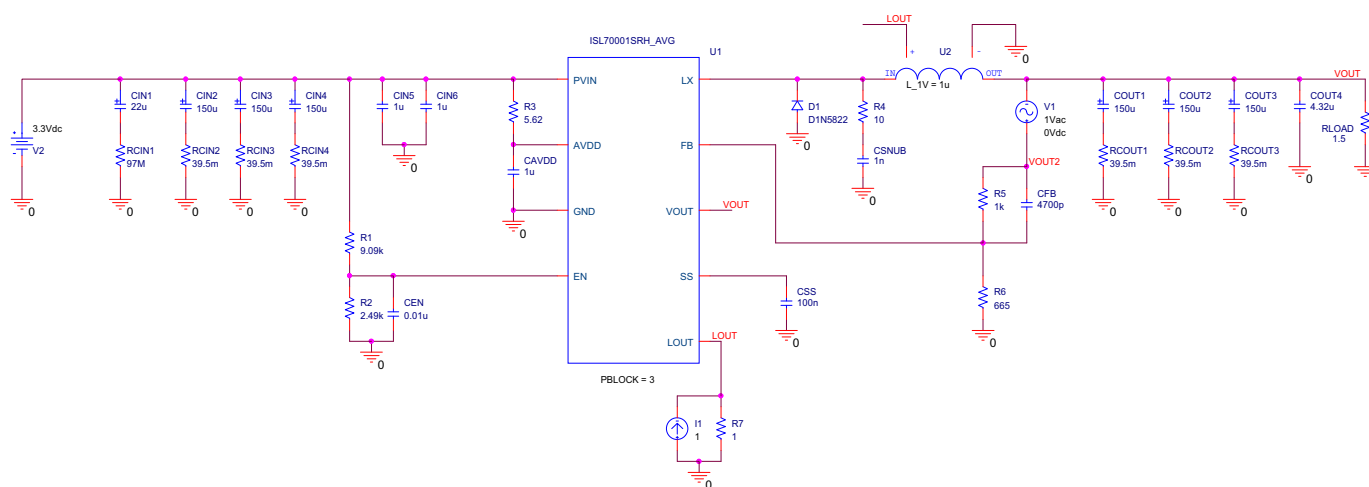 ISL70001SRH_AVG
U1
PVIN
AVDD
GND
EN
LX
FB
VOUT
SS
LOUT
PBLOCK = 3
3.3Vdc
+
-
V2
0
CIN1
22u
RCIN1
97M
0
CIN2
150u
RCIN2
39.5m
0
CIN3
150u
RCIN3
39.5m
0
CIN4
150u
RCIN4
39.5m
0
CIN5
1u
CIN6
1u
0
R3
5.62
CAVDD
1u
0
R1
9.09k
R2
2.49k
CEN
0.01u
0
LOUT
+
-
0
U2
IN
OUT
L_1V = 1u
D1
D1N5822
0
R4
10
CSNUB
1n
0
V1
1Vac
0Vdc
VOUT2
R5
1k
CFB
4700p
R6
665
0
VOUT
CSS
100n
0
LOUT
I1
1
R7
1
0
COUT1
150u
RCOUT1
39.5m
0
COUT2
150u
RCOUT2
39.5m
0
COUT3
150u
RCOUT3
39.5m
0
COUT4
4.32u
0
VOUT
RLOAD
1.5
0